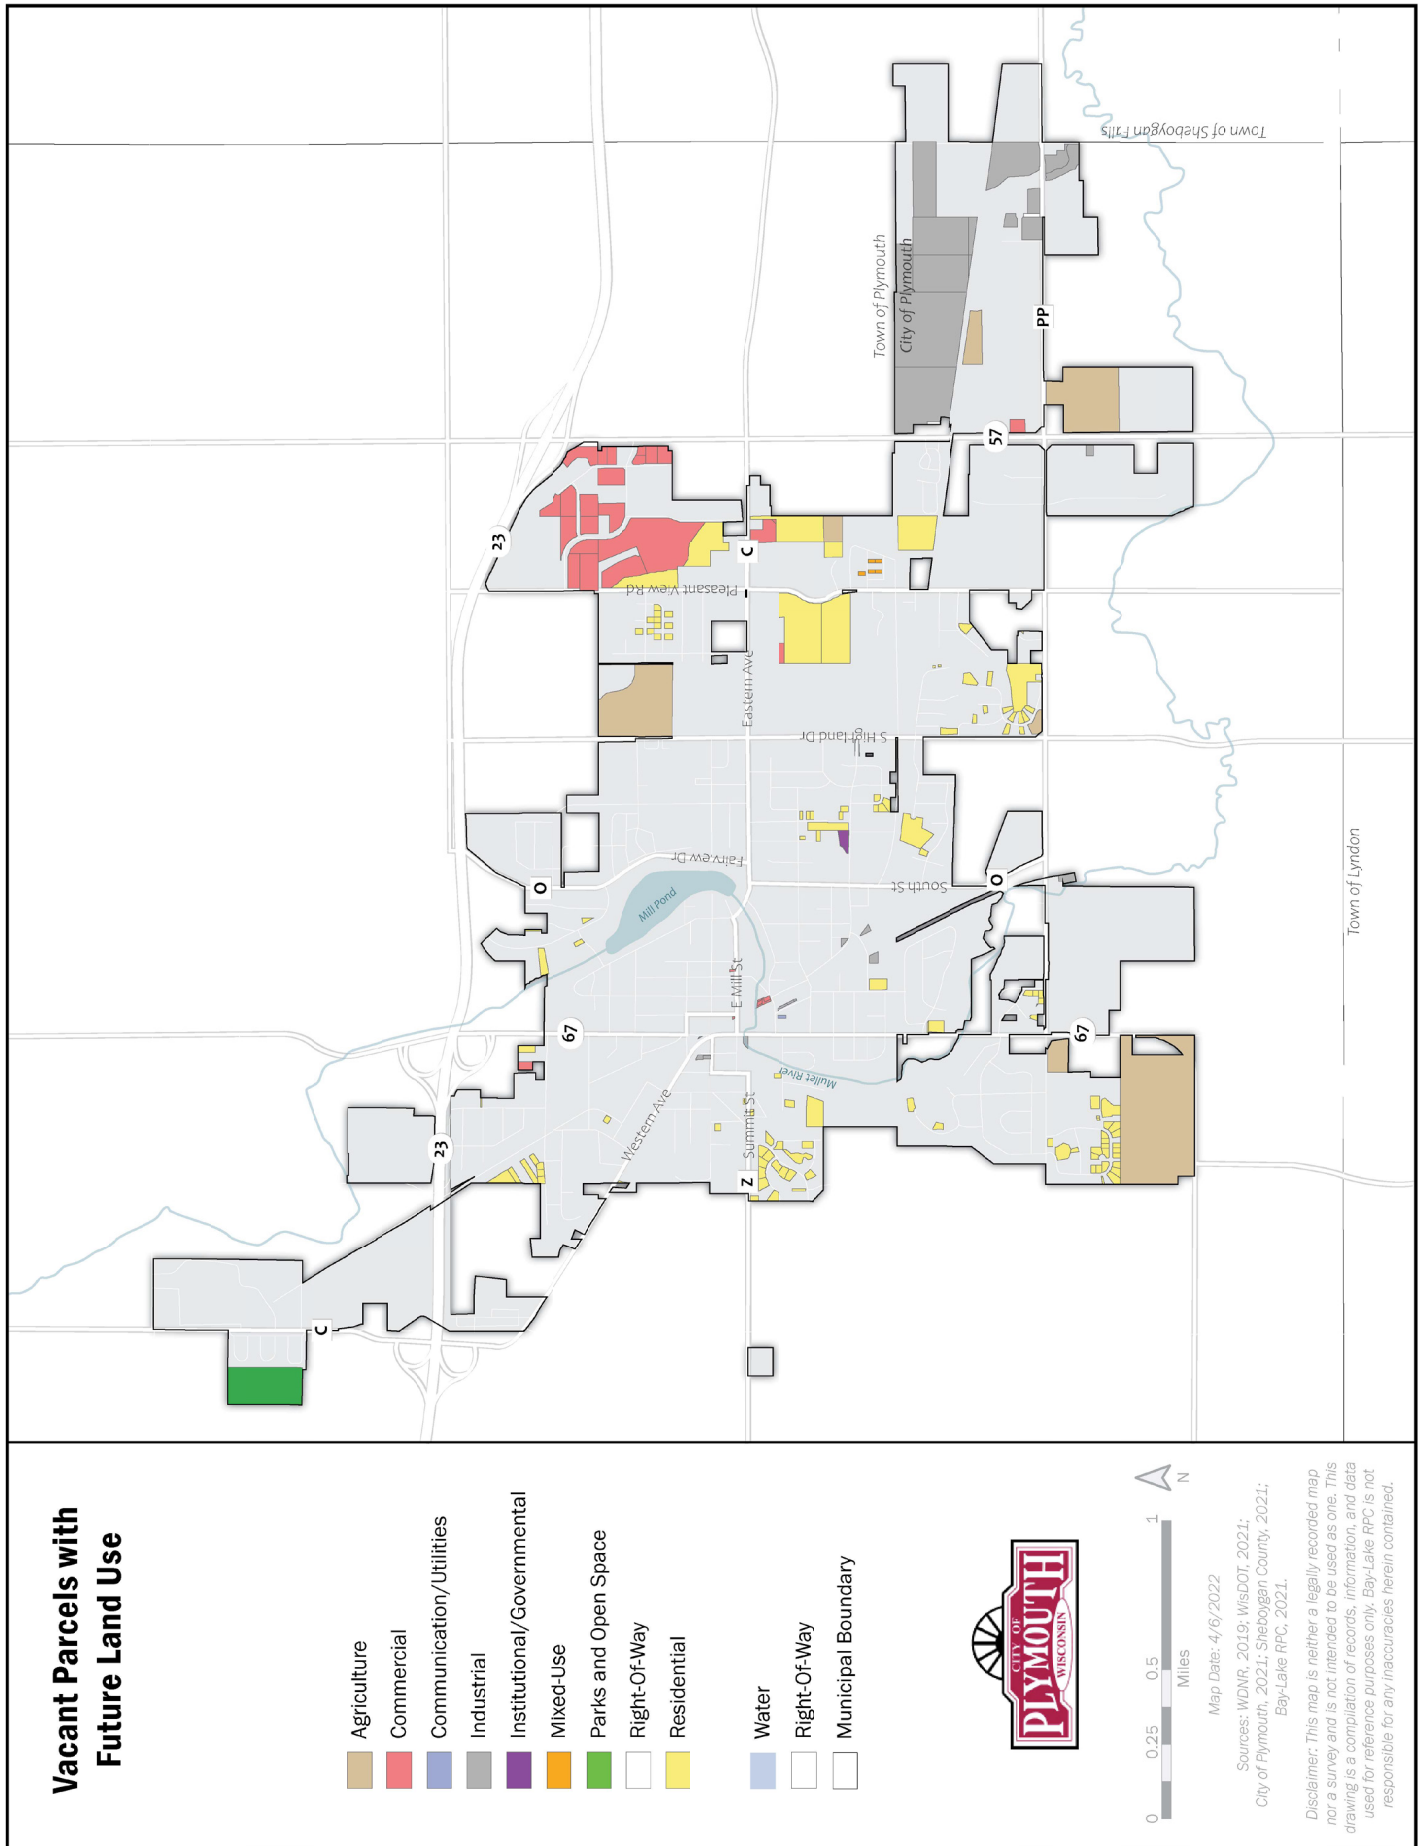 Vacant Parcels with
Future Land Use
Agriculture
Commercial
Communication/Utilities
Industrial
Institutional/Governmental
Mixed-Use
Parks and Open Space
Right-Of-Way
Residential
Water
Right-Of-Way
Municipal Boundary
CITY OF
PLYMOUTH
WISCONSIN
0
0.25
0.5
1
Miles
N
Map Date: 4/6/2022
Sources: WDNR, 2019; WisDOT, 2021;
City of Plymouth, 2021; Sheboygan County, 2021;
Bay-Lake RPC, 2021.
Disclaimer: This map is neither a legally recorded map
nor a survey and is not intended to be used as one. This
drawing is a compilation of records, information, and data
used for reference purposes only. Bay-Lake RPC is not
responsible for any inaccuracies herein contained.
C
23
67
O
23
Mill Pond
Western Ave
E Mill St
Summit St
Z
Mullet River
Fairview Dr
Eastern Ave
Pleasant View Rd
C
S Highland Dr
South St
O
67
57
PP
Town of Plymouth
City of Plymouth
Town of Sheboygan Falls
Town of Lyndon